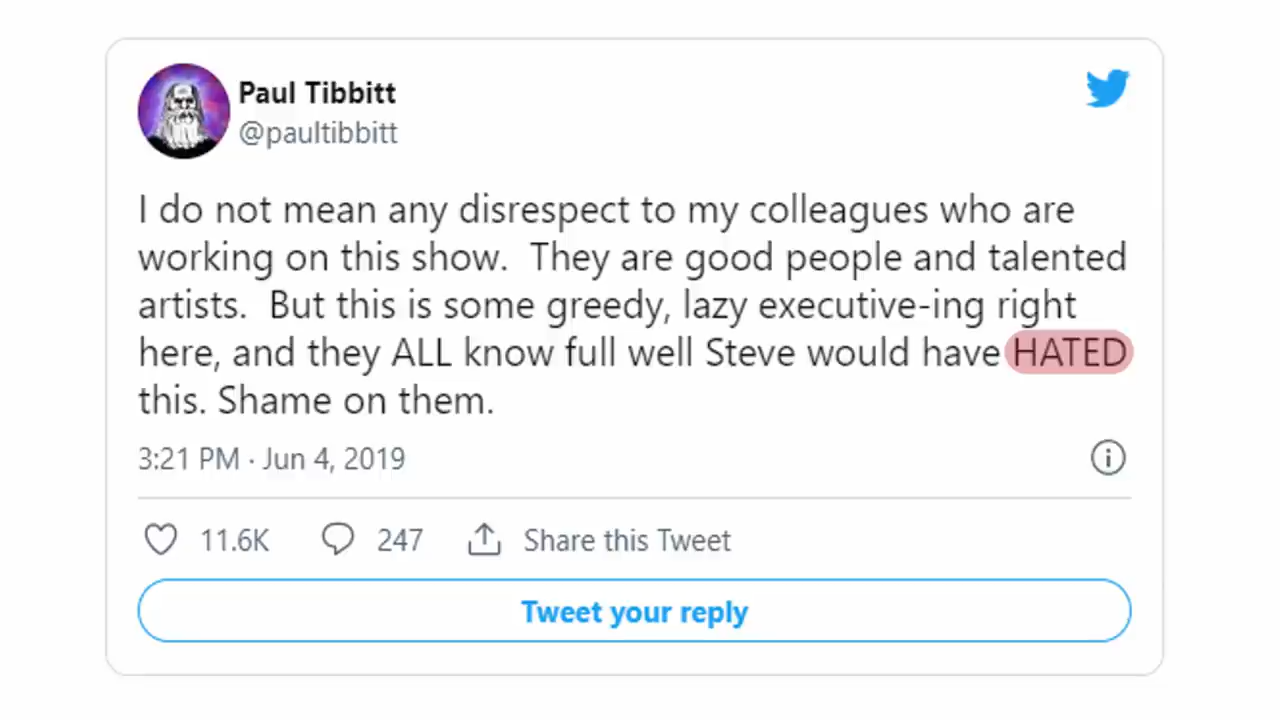 Paul Tibbitt
@paultibbitt
I do not mean any disrespect to my colleagues who are
working on this show.  They are good people and talented
artists.  But this is some greedy, lazy executive-ing right
here, and they ALL know full well Steve would have HATED
this. Shame on them.
3:21 PM · Jun 4, 2019
11.6K 247 Share this Tweet
Tweet your reply